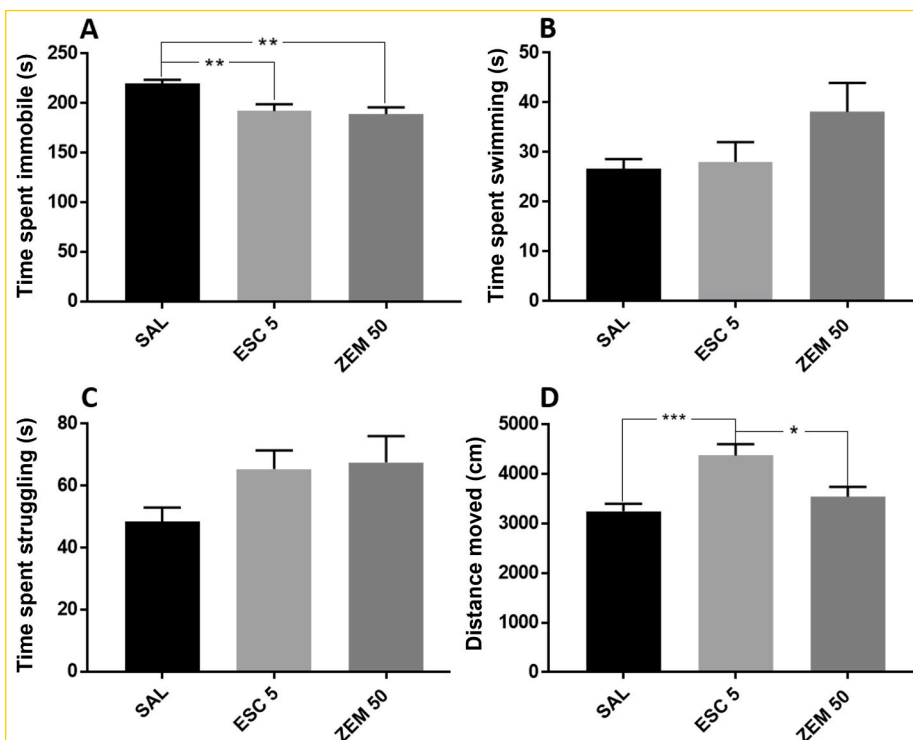 A
Time spent immobile (s)
250
200
150
100
50
0
**
**
SAL
ESC 5
ZEM 50
B
Time spent swimming (s)
50
40
30
20
10
0
SAL
ESC 5
ZEM 50
C
Time spent struggling (s)
80
60
40
20
0
SAL
ESC 5
ZEM 50
D
Distance moved (cm)
5000
4000
3000
2000
1000
0
***
*
SAL
ESC 5
ZEM 50